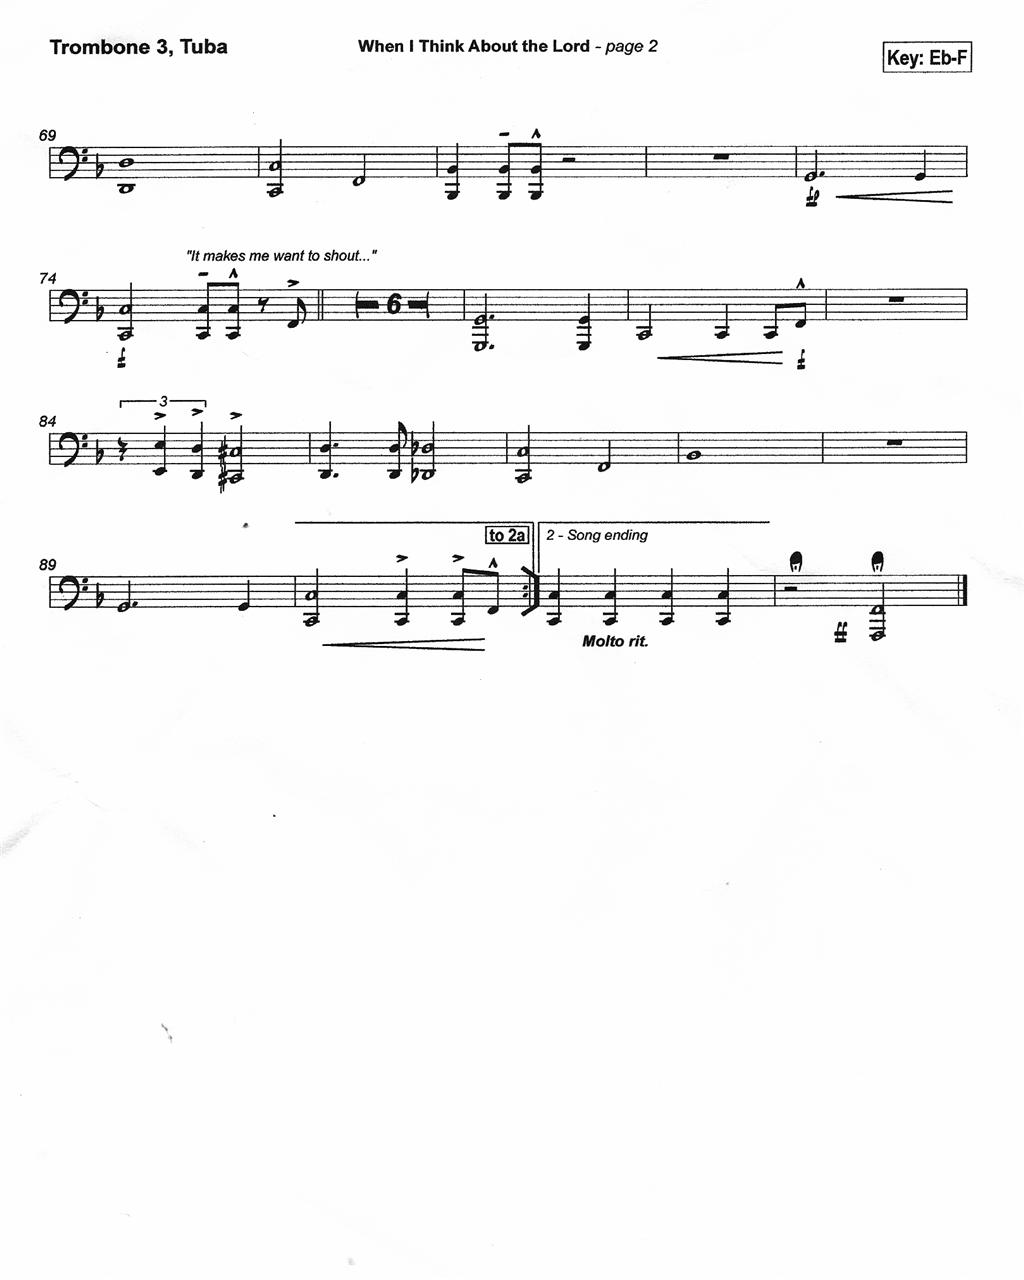 Trombone 3, Tuba
When I Think About the Lord - page 2
Key: Eb-F
69
fp
"It makes me want to shout..."
74
6
f
f
3
84
to 2a
2 - Song ending
89
Molto rit.
ff